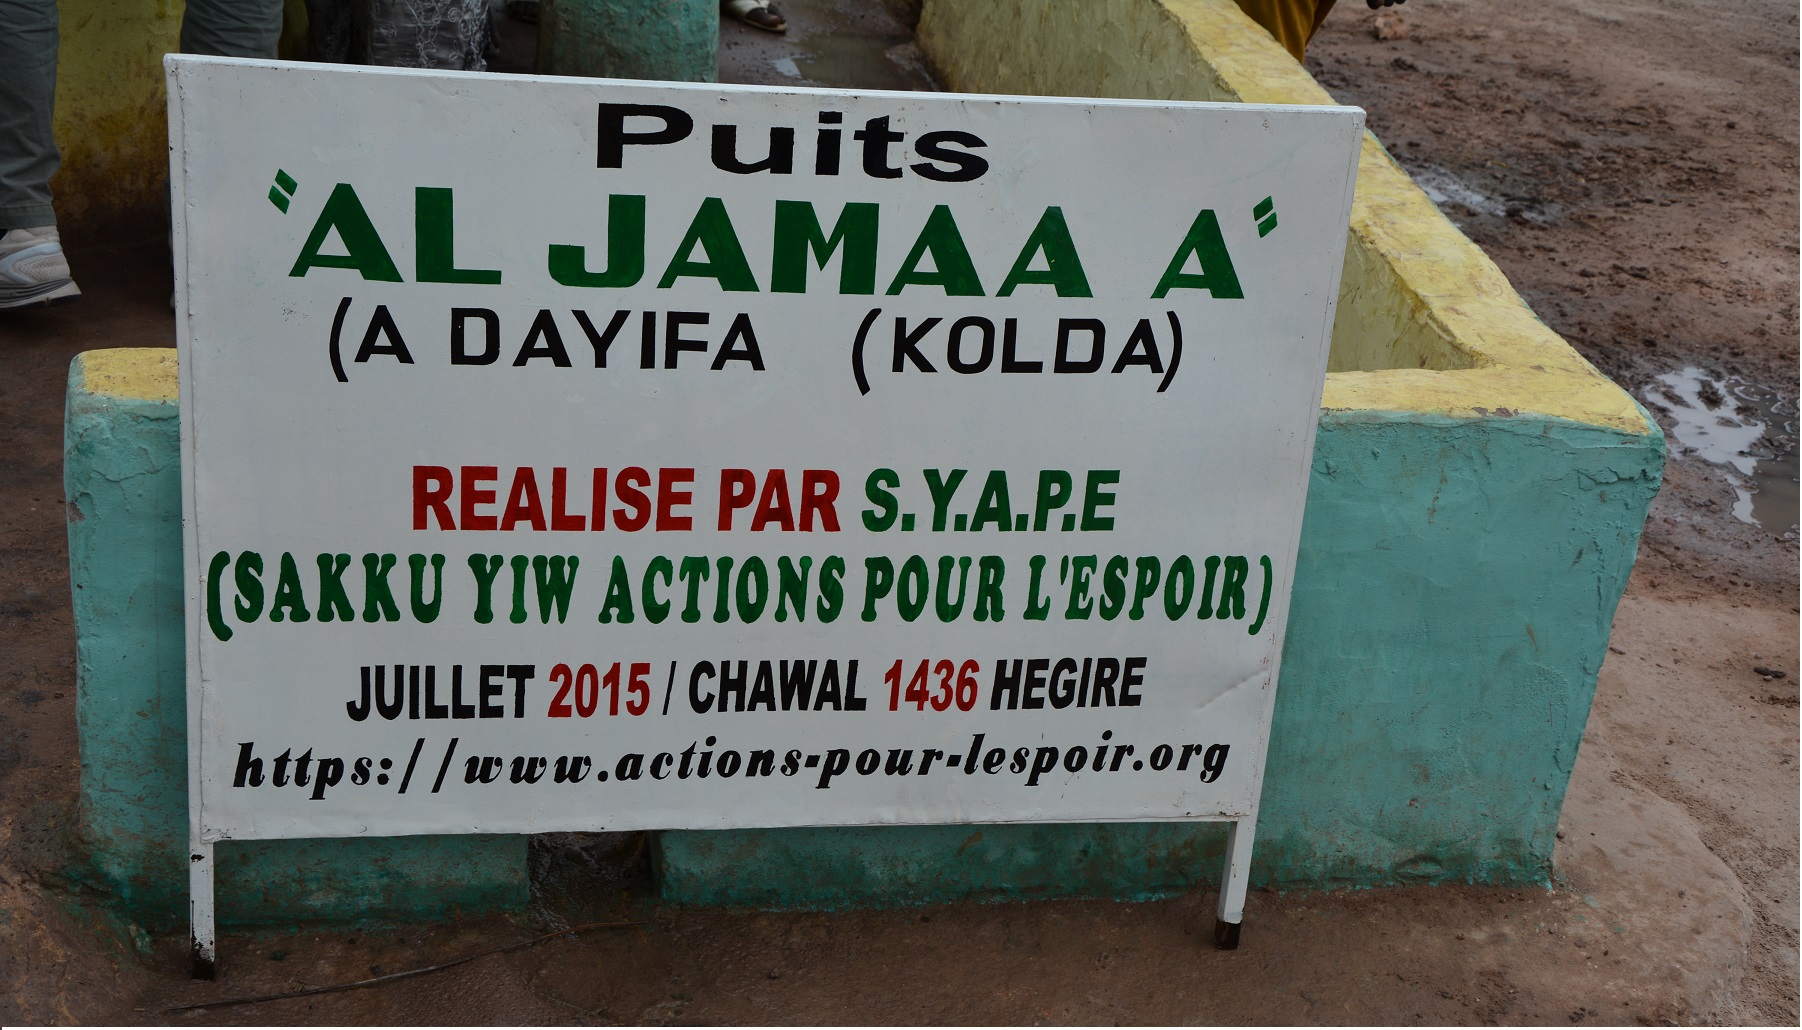 Puits
"AL JAMAA A"
(A DAYIFA (KOLDA)
REALISE PAR S.Y.A.P.E
(SAKKU YIW ACTIONS POUR L'ESPOIR)
JUILLET 2015 / CHAWAL 1436 HEGIRE
https://www.actions-pour-lespoir.org